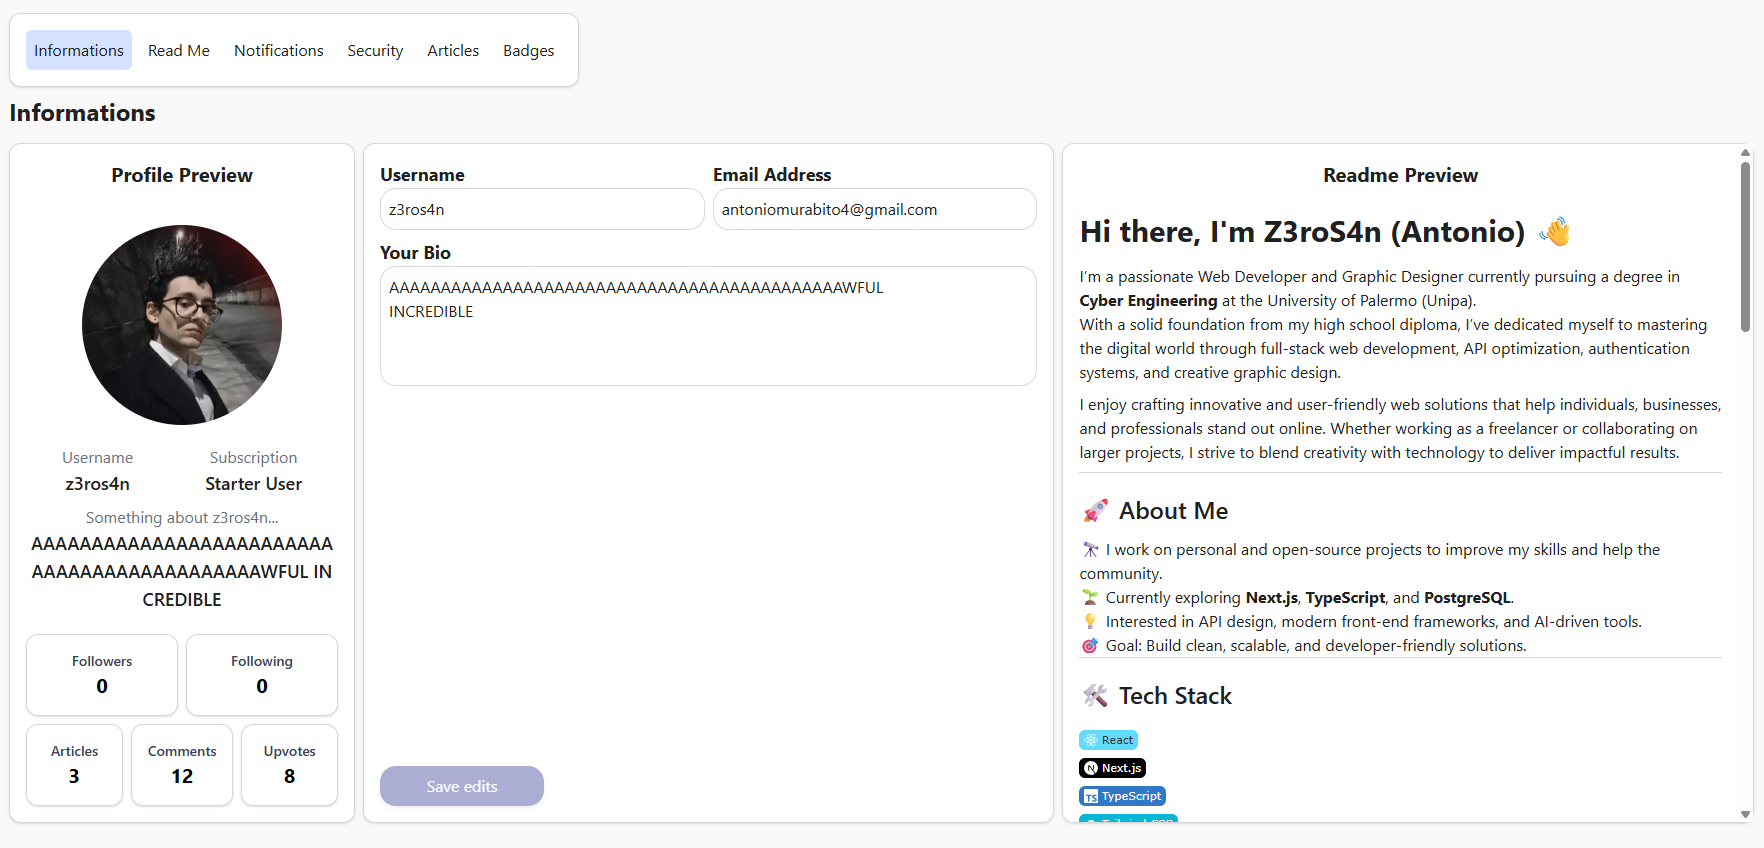 Informations Read Me Notifications Security Articles Badges
Informations
Profile Preview
Username Subscription
z3ros4n Starter User
Something about z3ros4n...
AAAAAAAAAAAAAAAAAAAAAAAAA
AAAAAAAAAAAAAAAAAAAWFUL IN
CREDIBLE
Followers Following
0 0
Articles Comments Upvotes
3 12 8
Username Email Address
z3ros4n antoniomurabito4@gmail.com
Your Bio
AAAAAAAAAAAAAAAAAAAAAAAAAAAAAAAAAAAAAAAAAAAAWFUL
INCREDIBLE
Save edits
Readme Preview
Hi there, I'm Z3roS4n (Antonio) 👋
I’m a passionate Web Developer and Graphic Designer currently pursuing a degree in
Cyber Engineering at the University of Palermo (Unipa).
With a solid foundation from my high school diploma, I’ve dedicated myself to mastering
the digital world through full-stack web development, API optimization, authentication
systems, and creative graphic design.
I enjoy crafting innovative and user-friendly web solutions that help individuals, businesses,
and professionals stand out online. Whether working as a freelancer or collaborating on
larger projects, I strive to blend creativity with technology to deliver impactful results.
🚀 About Me
🔭 I work on personal and open-source projects to improve my skills and help the
community.
🌱 Currently exploring Next.js, TypeScript, and PostgreSQL.
💡 Interested in API design, modern front-end frameworks, and AI-driven tools.
🎯 Goal: Build clean, scalable, and developer-friendly solutions.
🛠️ Tech Stack
React
Next.js
TypeScript